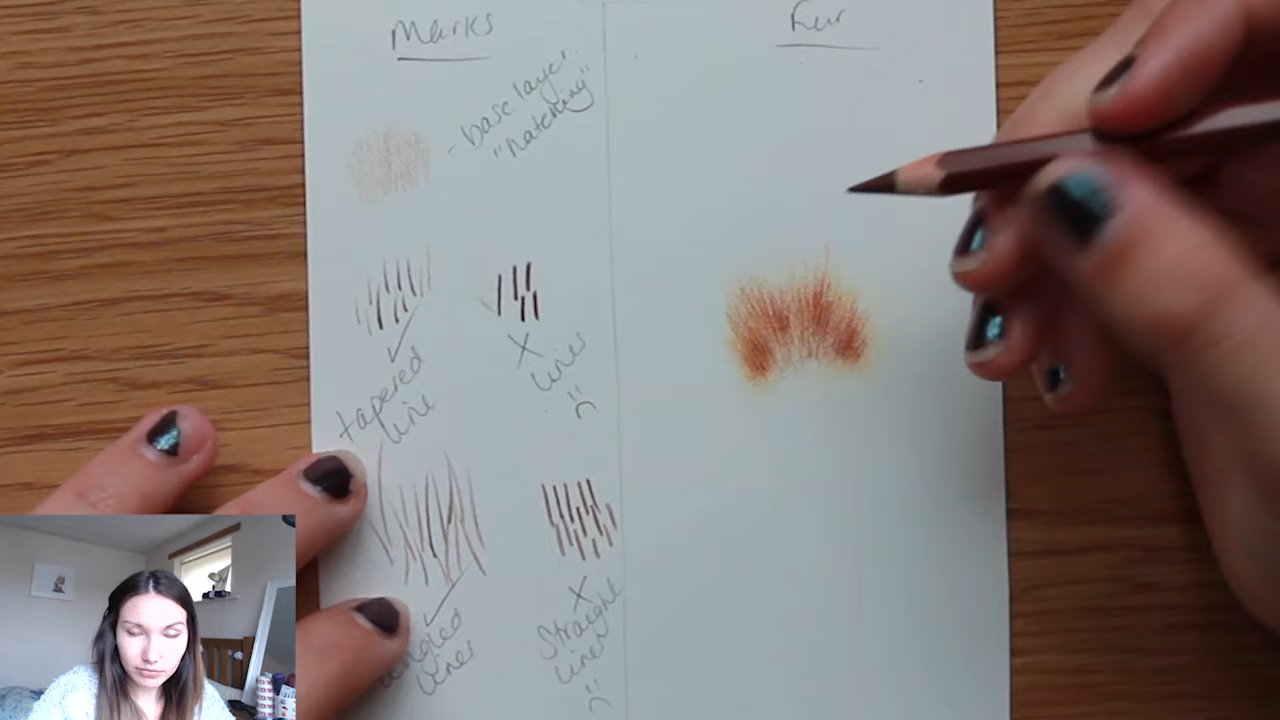 Marks
Fur
- base layer
"hatching"
tapered
line
X
lines
:(
angled
lines
X
Straight
lines
:(